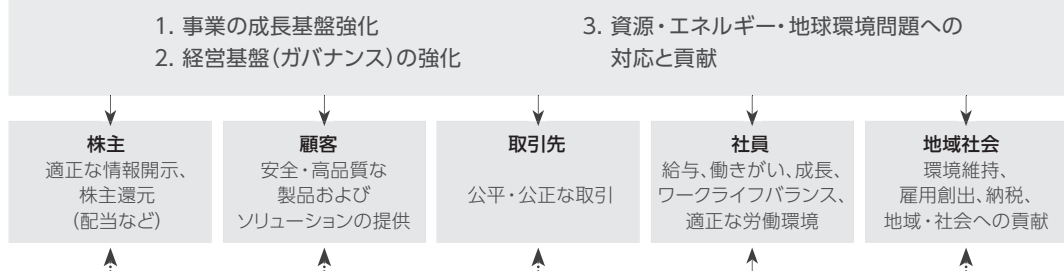 1. 事業の成長基盤強化
2. 経営基盤(ガバナンス)の強化
3. 資源・エネルギー・地球環境問題への
対応と貢献
株主
適正な情報開示、
株主還元
(配当など)
顧客
安全・高品質な
製品および
ソリューションの提供
取引先
公平・公正な取引
社員
給与、働きがい、成長、
ワークライフバランス、
適正な労働環境
地域社会
環境維持、
雇用創出、納税、
地域・社会への貢献